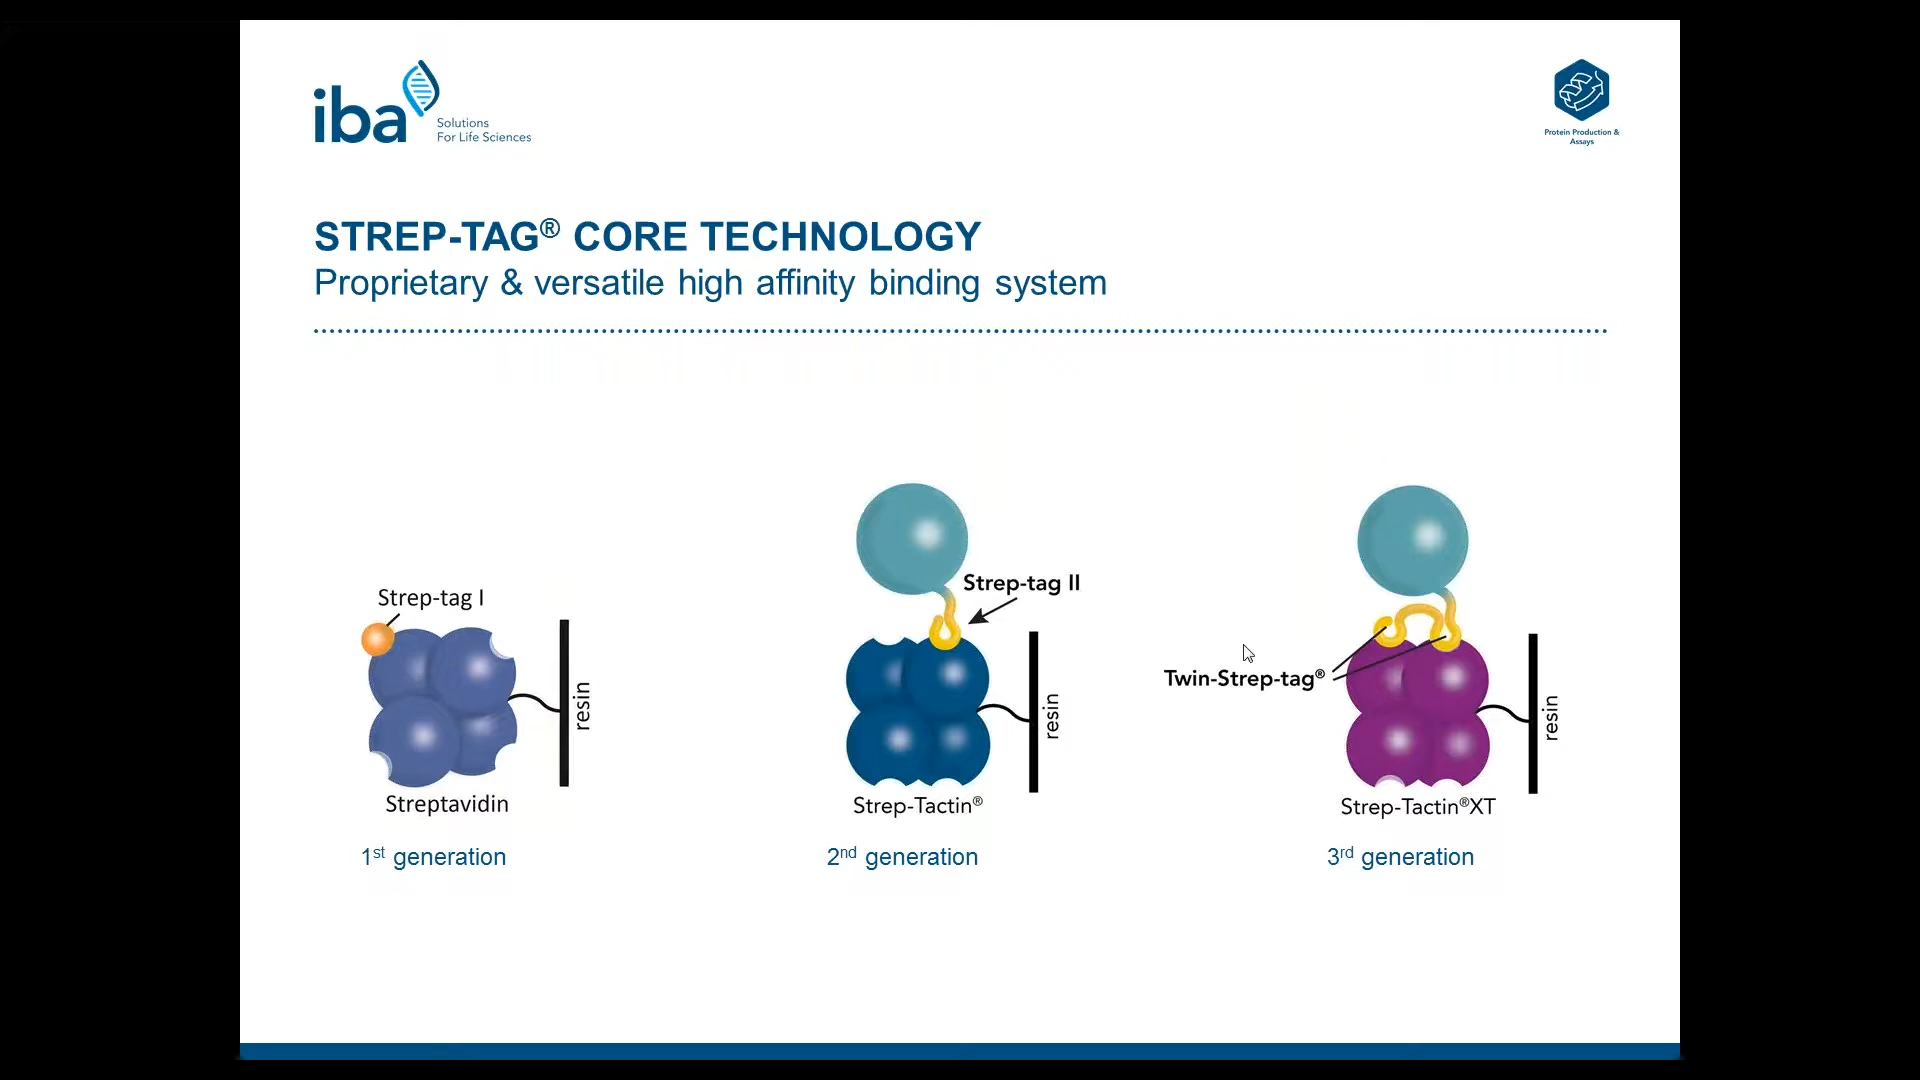 iba
Solutions
For Life Sciences
Protein Production &
Assays
STREP-TAG® CORE TECHNOLOGY
Proprietary & versatile high affinity binding system
Strep-tag I
resin
Streptavidin
1st generation
Strep-tag II
resin
Strep-Tactin®
2nd generation
Twin-Strep-tag®
resin
Strep-Tactin®XT
3rd generation